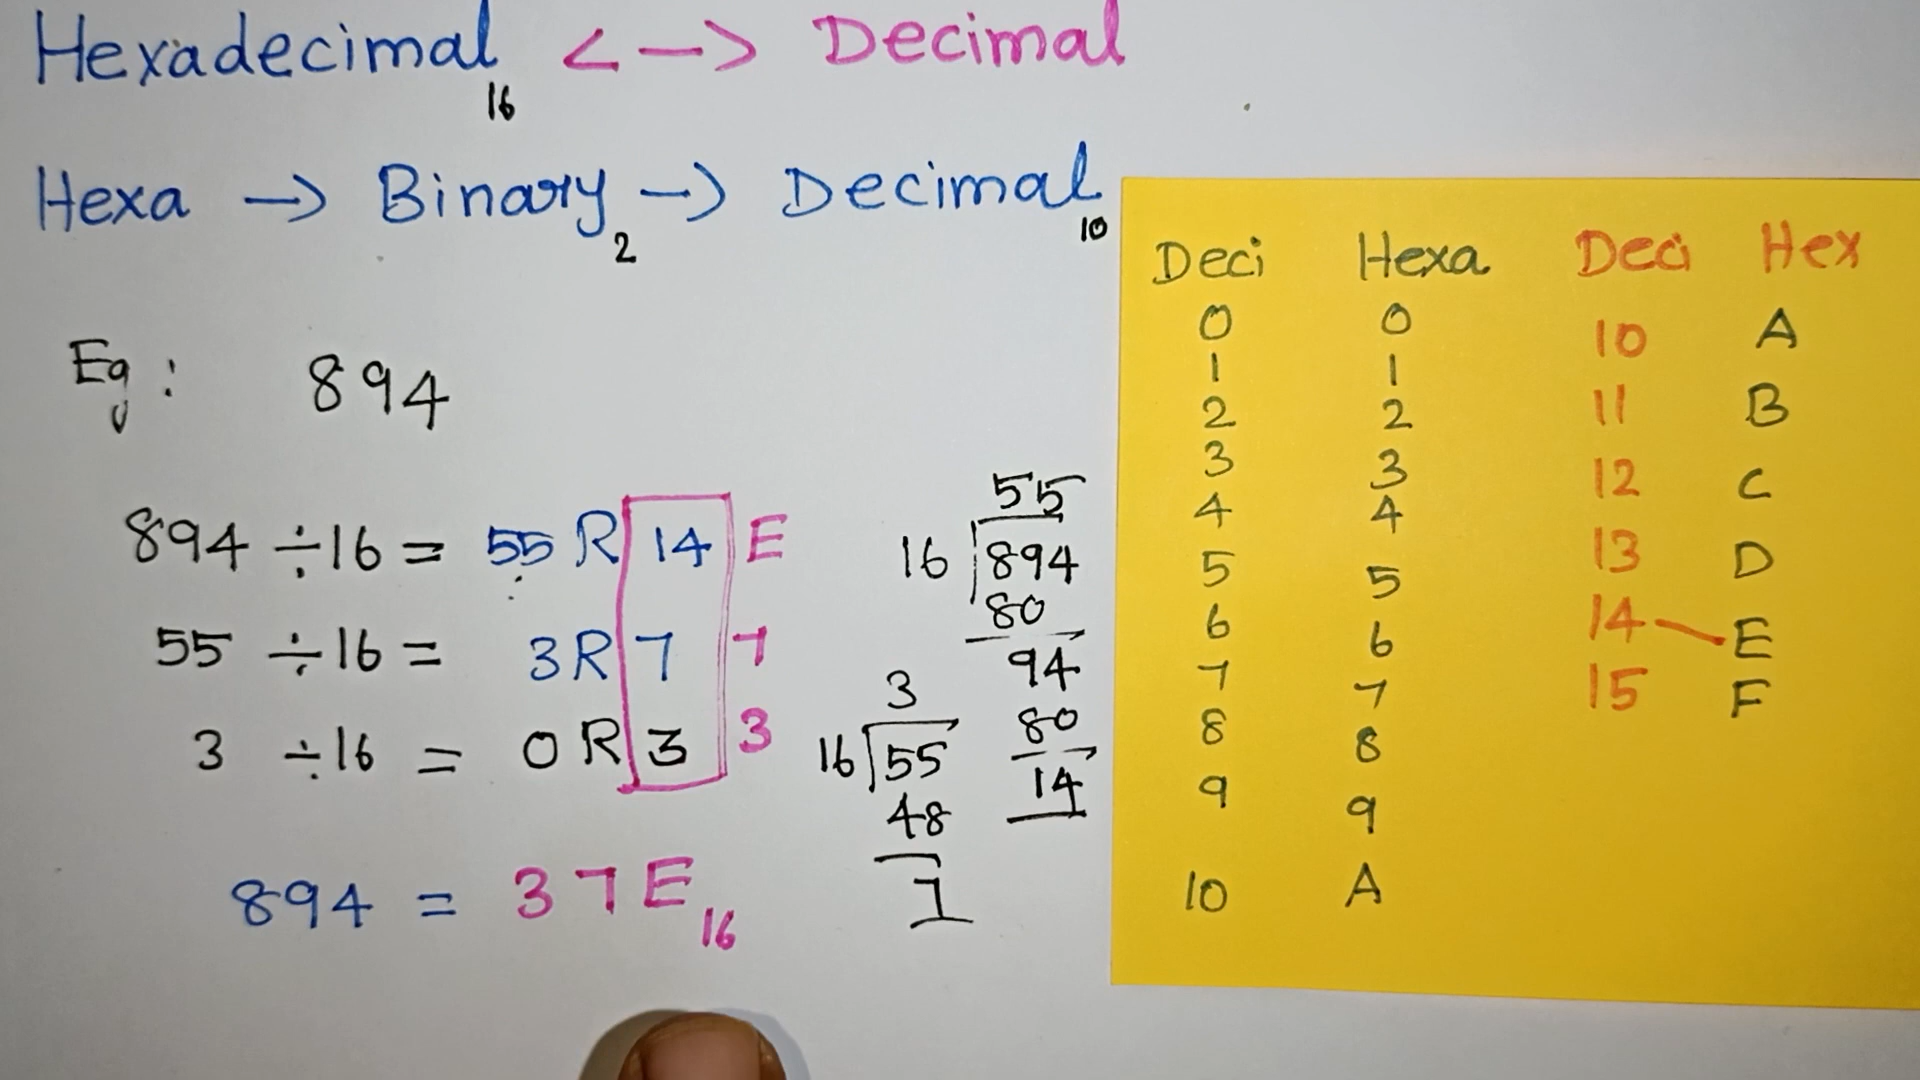 Hexadecimal₁₆ <—> Decimal
Hexa —> Binary₂ —> Decimal₁₀
Eg : 894
894 ÷ 16 = 55 R 14 E
55 ÷ 16 = 3 R 7 7
3 ÷ 16 = 0 R 3 3
894 = 37E₁₆
55
16 894
80
94
80
14
3
16 55
48
7
Deci Hexa Deci Hex
0 0 10 A
1 1 11 B
2 2 12 C
3 3 13 D
4 4 14 — E
5 5 15 F
6 6
7 7
8 8
9 9
10 A